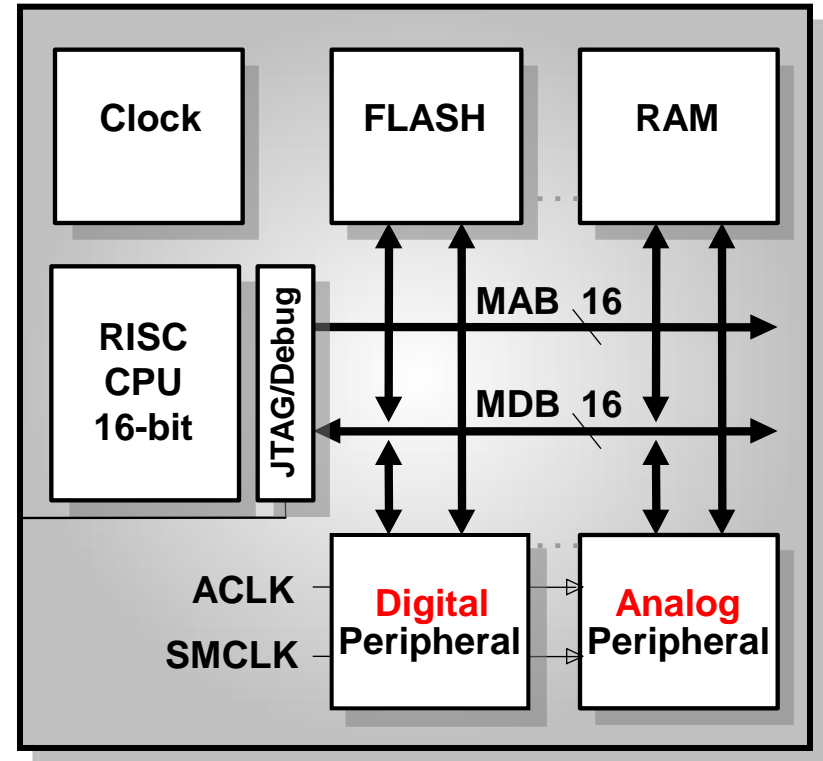 Clock
FLASH
RAM
RISC
CPU
16-bit
JTAG/Debug
MAB 16
MDB 16
ACLK
SMCLK
Digital
Peripheral
Analog
Peripheral